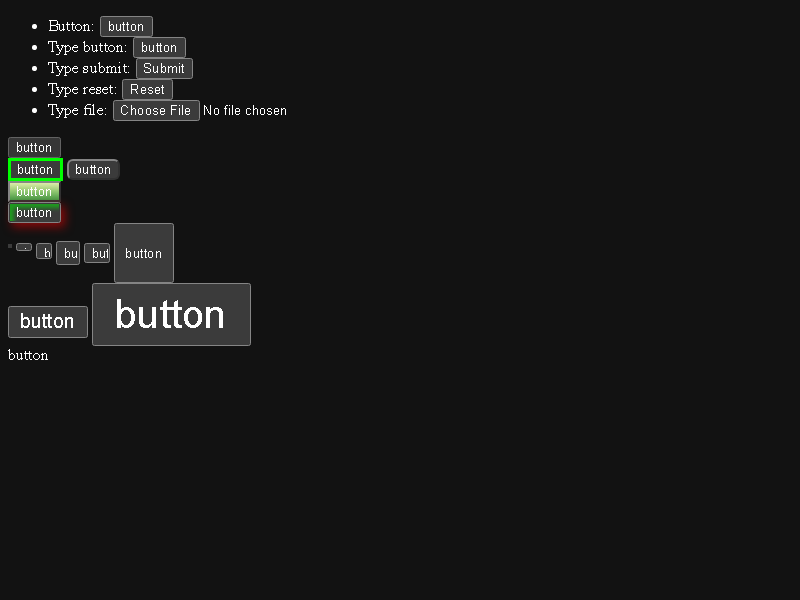 Button: button
Type button: button
Type submit: Submit
Type reset: Reset
Type file: Choose File No file chosen
button
button button
button
button
h bu but button
button button
button